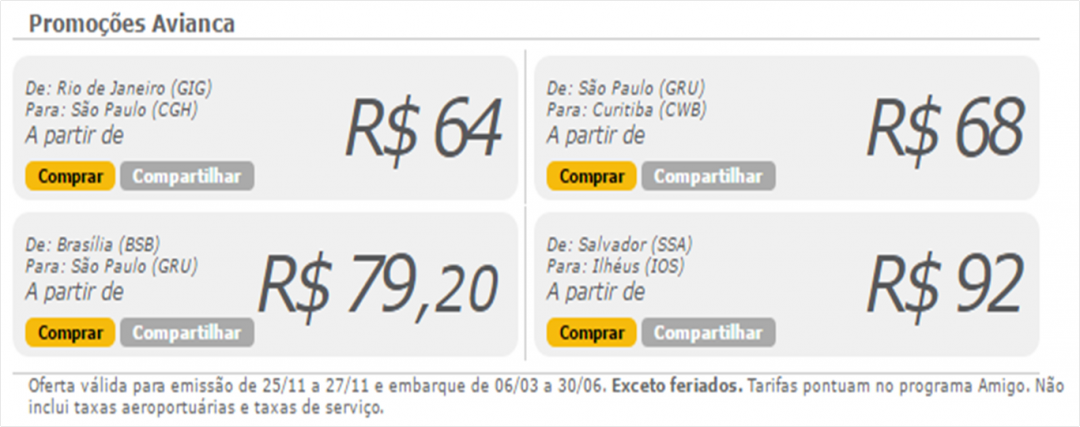 Promoções Avianca
De: Rio de Janeiro (GIG)
Para: São Paulo (CGH)
A partir de
R$ 64
Comprar
Compartilhar
De: São Paulo (GRU)
Para: Curitiba (CWB)
A partir de
R$ 68
Comprar
Compartilhar
De: Brasília (BSB)
Para: São Paulo (GRU)
A partir de
R$ 79,20
Comprar
Compartilhar
De: Salvador (SSA)
Para: Ilhéus (IOS)
A partir de
R$ 92
Comprar
Compartilhar
Oferta válida para emissão de 25/11 a 27/11 e embarque de 06/03 a 30/06. Exceto feriados. Tarifas pontuam no programa Amigo. Não
inclui taxas aeroportuárias e taxas de serviço.